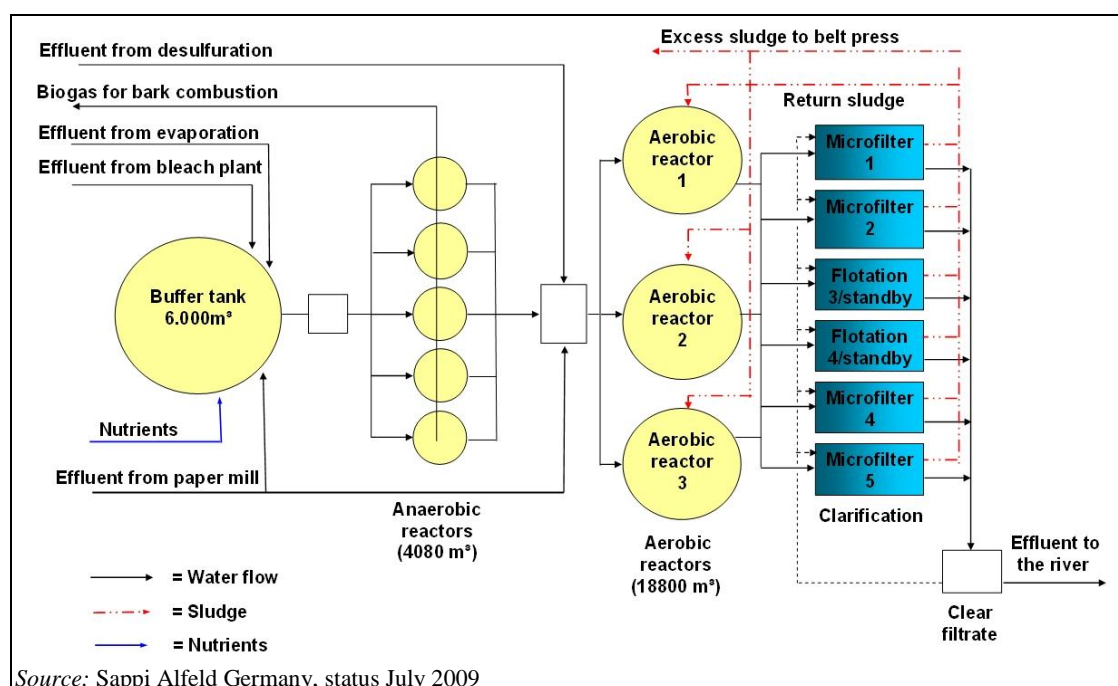 Effluent from desulfuration
Excess sludge to belt press
Biogas for bark combustion
Return sludge
Effluent from evaporation
Effluent from bleach plant
Buffer tank
6.000m³
Nutrients
Effluent from paper mill
Anaerobic
reactors
(4080 m³)
Aerobic
reactor
1
Aerobic
reactor
2
Aerobic
reactor
3
Aerobic
reactors
(18800 m³)
Microfilter
1
Microfilter
2
Flotation
3/standby
Flotation
4/standby
Microfilter
4
Microfilter
5
Clarification
Effluent to
the river
Clear
filtrate
= Water flow
= Sludge
= Nutrients
Source: Sappi Alfeld Germany, status July 2009